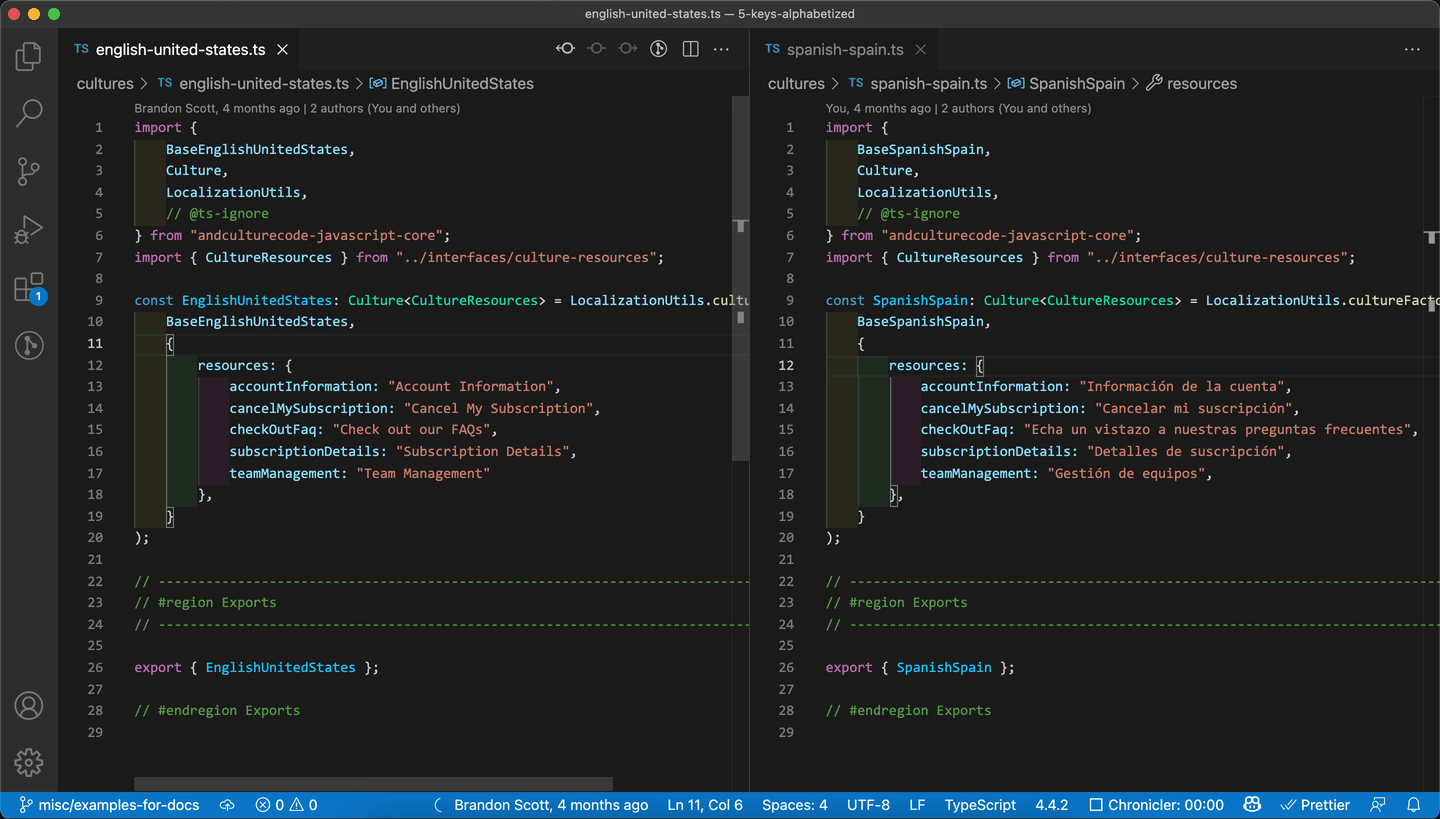 english-united-states.ts — 5-keys-alphabetized
TS english-united-states.ts
cultures > TS english-united-states.ts > EnglishUnitedStates
Brandon Scott, 4 months ago | 2 authors (You and others)
1 import {
2 BaseEnglishUnitedStates,
3 Culture,
4 LocalizationUtils,
5 // @ts-ignore
6 } from "andculturecode-javascript-core";
7 import { CultureResources } from "../interfaces/culture-resources";
8
9 const EnglishUnitedStates: Culture<CultureResources> = LocalizationUtils.cultu
10 BaseEnglishUnitedStates,
11 {
12 resources: {
13 accountInformation: "Account Information",
14 cancelMySubscription: "Cancel My Subscription",
15 checkOutFaq: "Check out our FAQs",
16 subscriptionDetails: "Subscription Details",
17 teamManagement: "Team Management"
18 },
19 }
20 );
21
22 // ---------------------------------------------------------------------------
23 // #region Exports
24 // ---------------------------------------------------------------------------
25
26 export { EnglishUnitedStates };
27
28 // #endregion Exports
29
TS spanish-spain.ts
cultures > TS spanish-spain.ts > SpanishSpain > resources
You, 4 months ago | 2 authors (You and others)
1 import {
2 BaseSpanishSpain,
3 Culture,
4 LocalizationUtils,
5 // @ts-ignore
6 } from "andculturecode-javascript-core";
7 import { CultureResources } from "../interfaces/culture-resources";
8
9 const SpanishSpain: Culture<CultureResources> = LocalizationUtils.cultureFacto
10 BaseSpanishSpain,
11 {
12 resources: {
13 accountInformation: "Información de la cuenta",
14 cancelMySubscription: "Cancelar mi suscripción",
15 checkOutFaq: "Echa un vistazo a nuestras preguntas frecuentes",
16 subscriptionDetails: "Detalles de suscripción",
17 teamManagement: "Gestión de equipos",
18 },
19 }
20 );
21
22 // ---------------------------------------------------------------------------
23 // #region Exports
24 // ---------------------------------------------------------------------------
25
26 export { SpanishSpain };
27
28 // #endregion Exports
29
1
misc/examples-for-docs 0 0 Brandon Scott, 4 months ago Ln 11, Col 6 Spaces: 4 UTF-8 LF TypeScript 4.4.2 Chronicler: 00:00 Prettier